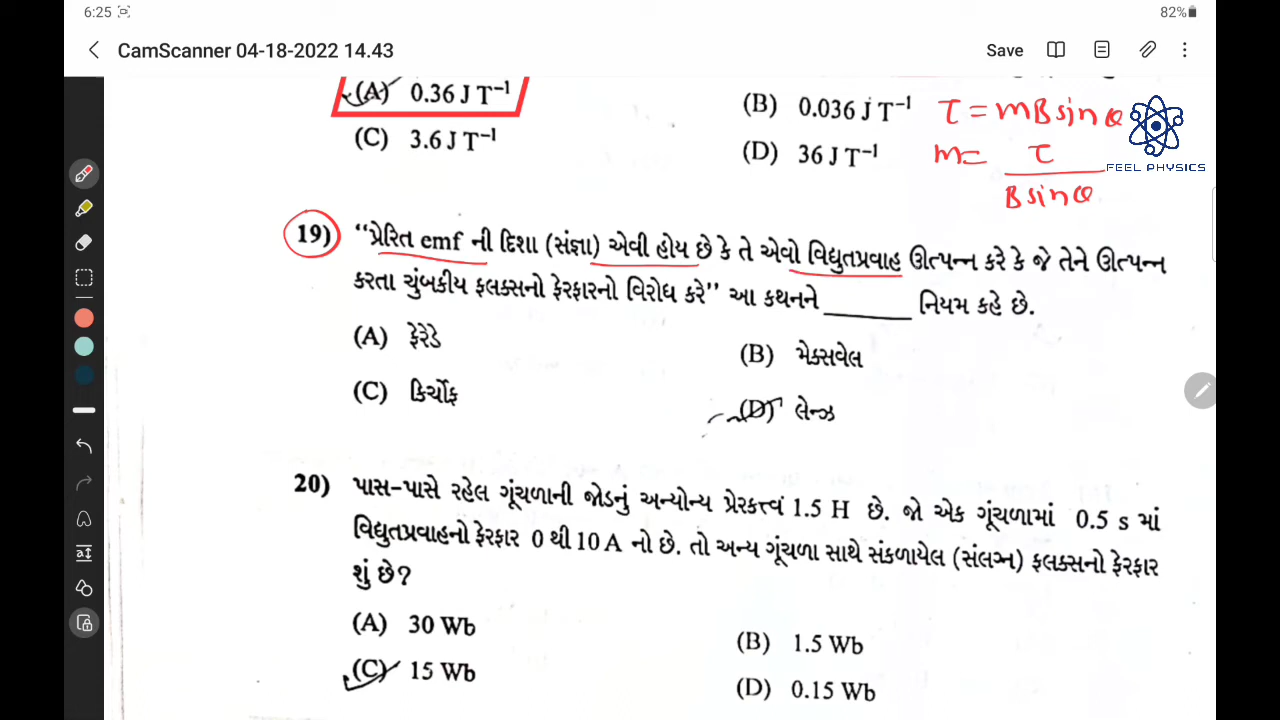 6:25
82%
CamScanner 04-18-2022 14.43
Save
(A) 0.36 J T⁻¹
(B) 0.036 j T⁻¹
(C) 3.6 J T⁻¹
(D) 36 J T⁻¹
τ = mB sin θ
m = τ
B sin θ
FEEL PHYSICS
19) “પ્રેરિત emf ની દિશા (સંજ્ઞા) એવી હોય છે કે તે એવો વિદ્યુતપ્રવાહ ઊત્પન્ન કરે કે જે તેને ઊત્પન્ન
કરતા ચુંબકીય ફલક્સનો ફેરફારનો વિરોધ કરે” આ કથનને ______ નિયમ કહે છે.
(A) ફેરેડે
(B) મેક્સવેલ
(C) કિર્ચોફ
(D) લેન્ઝ
20) પાસ-પાસે રહેલ ગૂંચળાની જોડનું અન્યોન્ય પ્રેરકત્ત્વ 1.5 H છે. જો એક ગૂંચળામાં 0.5 s માં
વિદ્યુતપ્રવાહનો ફેરફાર 0 થી 10 A નો છે. તો અન્ય ગૂંચળા સાથે સંકળાયેલ (સંલગ્ન) ફલક્સનો ફેરફાર
શું છે?
(A) 30 Wb
(B) 1.5 Wb
(C) 15 Wb
(D) 0.15 Wb